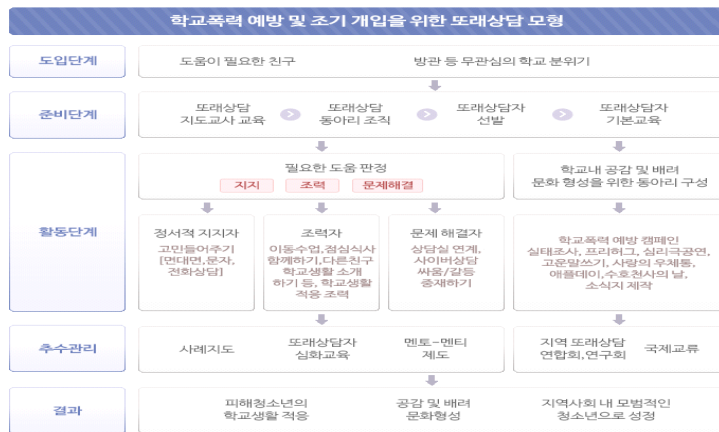 학교폭력 예방 및 조기 개입을 위한 또래상담 모형
도입단계
도움이 필요한 친구
방관 등 무관심의 학교 분위기
준비단계
또래상담
지도교사 교육
또래상담
동아리 조직
또래상담자
선발
또래상담자
기본교육
활동단계
필요한 도움 판정
지지
조력
문제해결
학교내 공감 및 배려
문화 형성을 위한 동아리 구성
정서적 지지자
고민들어주기
[면대면,문자,
전화상담]
조력자
이동수업,점심식사
함께하기,다른친구
학교생활 소개
하기 등, 학교생활
적응 조력
문제 해결자
상담실 연계,
사이버상담
싸움/갈등
중재하기
학교폭력 예방 캠페인
실태조사, 프리허그, 심리극공연,
고운말쓰기, 사랑의 우체통,
애플데이,수호천사의 날,
소식지 제작
추수관리
사례지도
또래상담자
심화교육
멘토-멘티
제도
지역 또래상담
연합회,연구회
국제교류
결과
피해청소년의
학교생활 적응
공감 및 배려
문화형성
지역사회 내 모범적인
청소년으로 성정